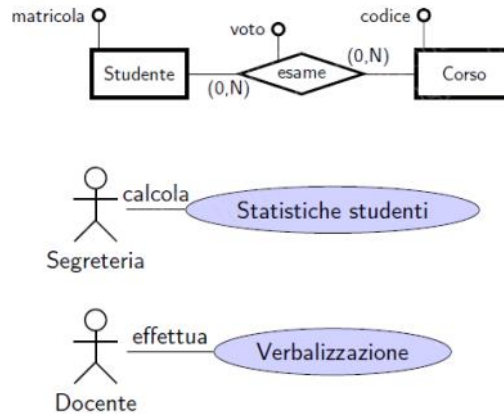 matricola
voto
codice
Studente
esame
Corso
(0,N)
(0,N)
calcola
Statistiche studenti
Segreteria
effettua
Verbalizzazione
Docente